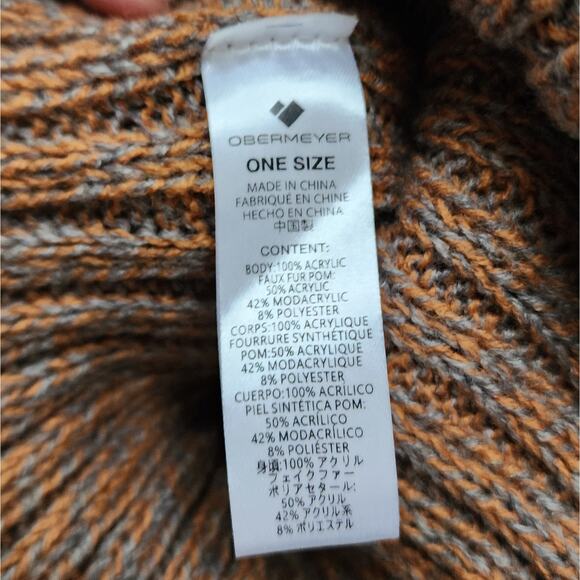 OBERMEYER
ONE SIZE
MADE IN CHINA
FABRIQUÉ EN CHINE
HECHO EN CHINA
中国製
CONTENT:
BODY:100% ACRYLIC
FAUX FUR POM:
50% ACRYLIC
42% MODACRYLIC
8% POLYESTER
CORPS:100% ACRYLIQUE
FOURRURE SYNTHÉTIQUE
POM:50% ACRYLIQUE
42% MODACRYLIQUE
8% POLYESTER
CUERPO:100% ACRÍLICO
PIEL SINTÉTICA POM:
50% ACRÍLICO
42% MODACRÍLICO
8% POLIÉSTER
身頃:100% アクリル
フェイクファー
ポリアセタール:
50% アクリル
42% アクリル系
8% ポリエステル